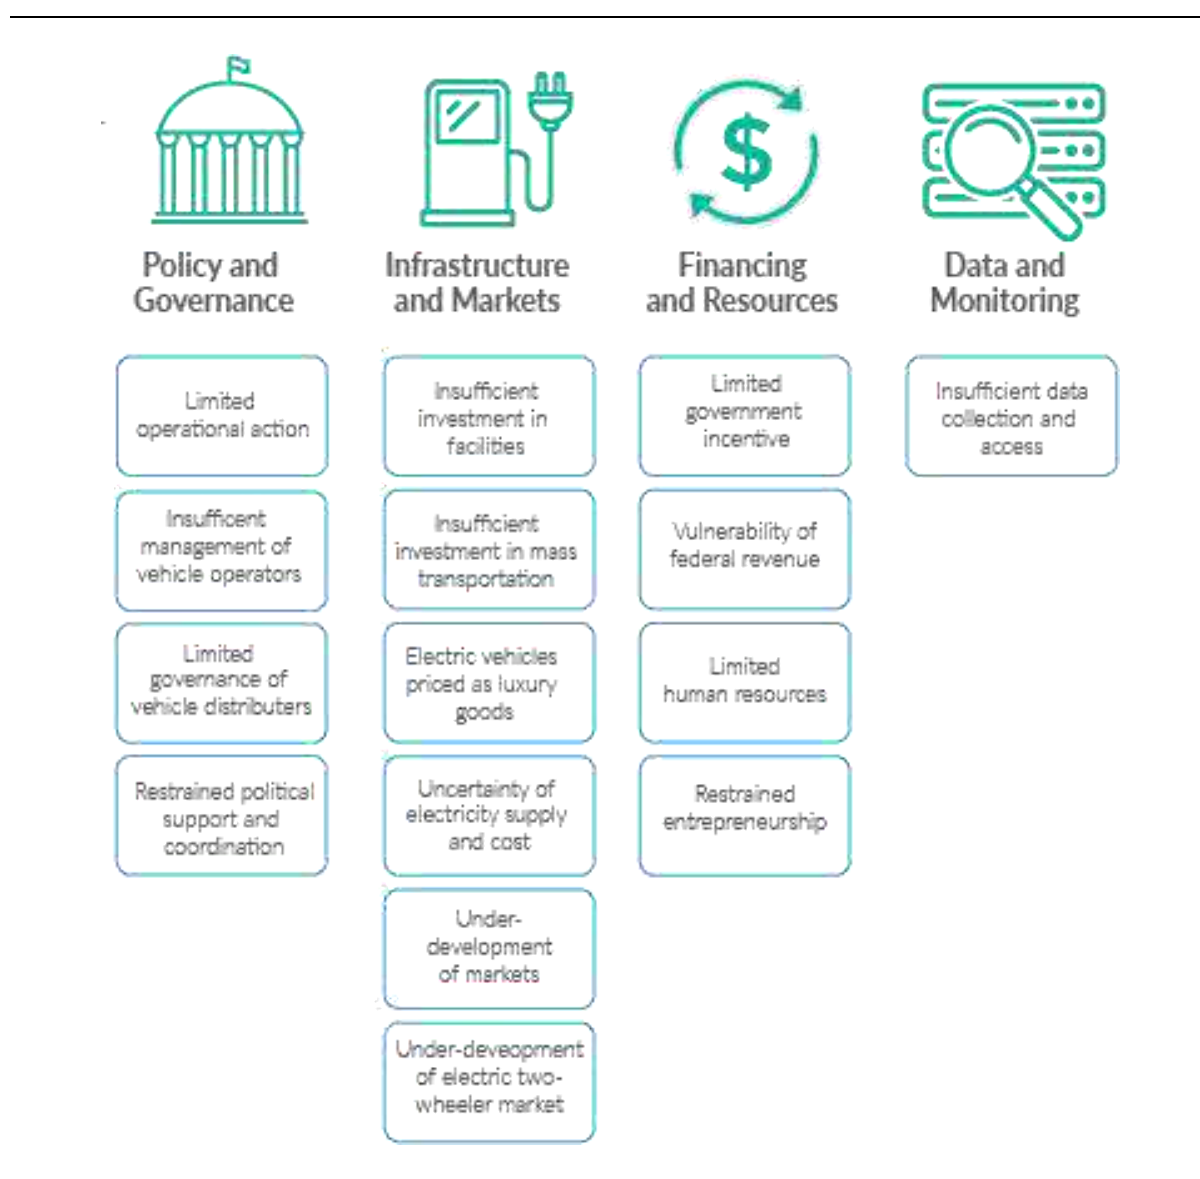 Policy and
Governance
Limited
operational action
Insufficent
management of
vehicle operators
Limited
governance of
vehicle distributers
Restrained political
support and
coordination
Infrastructure
and Markets
Insufficient
investment in
facilities
Insufficient
investment in mass
transportation
Electric vehicles
priced as luxury
goods
Uncertainty of
electricity supply
and cost
Under-
development
of markets
Under-deveopment
of electric two-
wheeler market
Financing
and Resources
$
Limited
government
incentive
Vulnerability of
federal revenue
Limited
human resources
Restrained
entrepreneurship
Data and
Monitoring
Insufficient data
collection and
access